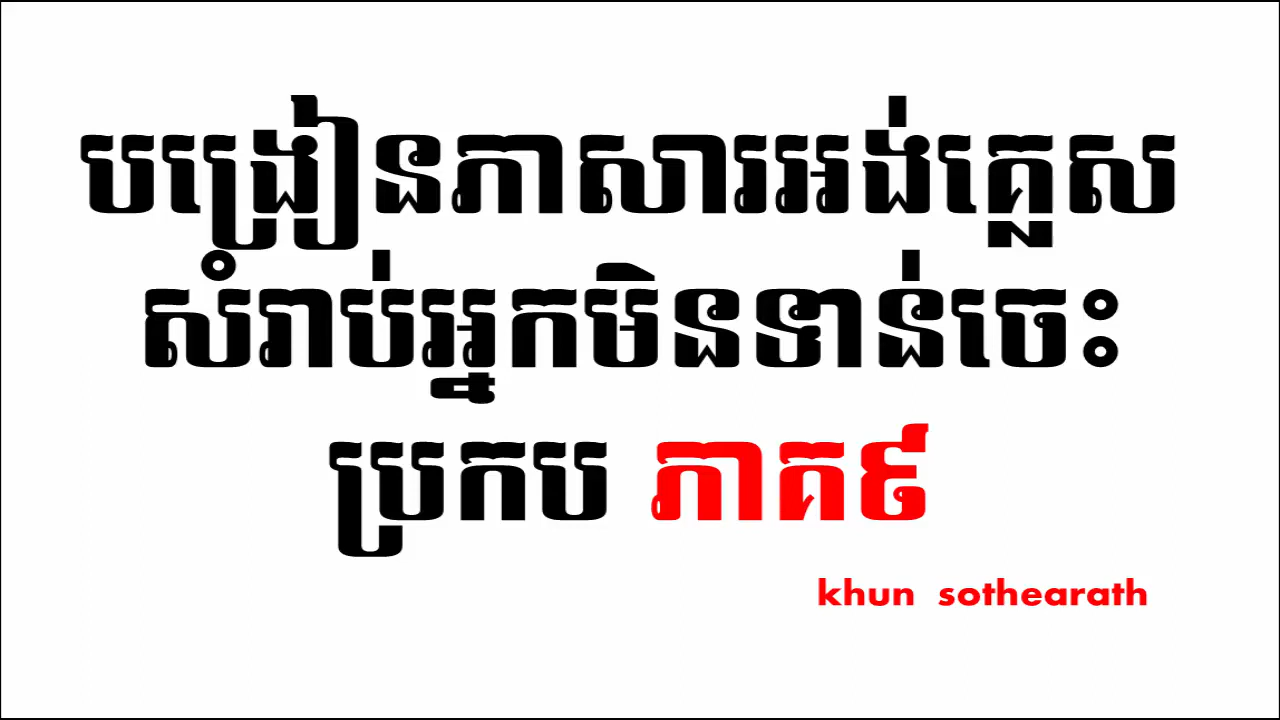 បង្រៀនភាសារអង់គ្លេស
សំរាប់អ្នកមិនទាន់ចេះ
ប្រកប ភាគ៩
khun sothearath